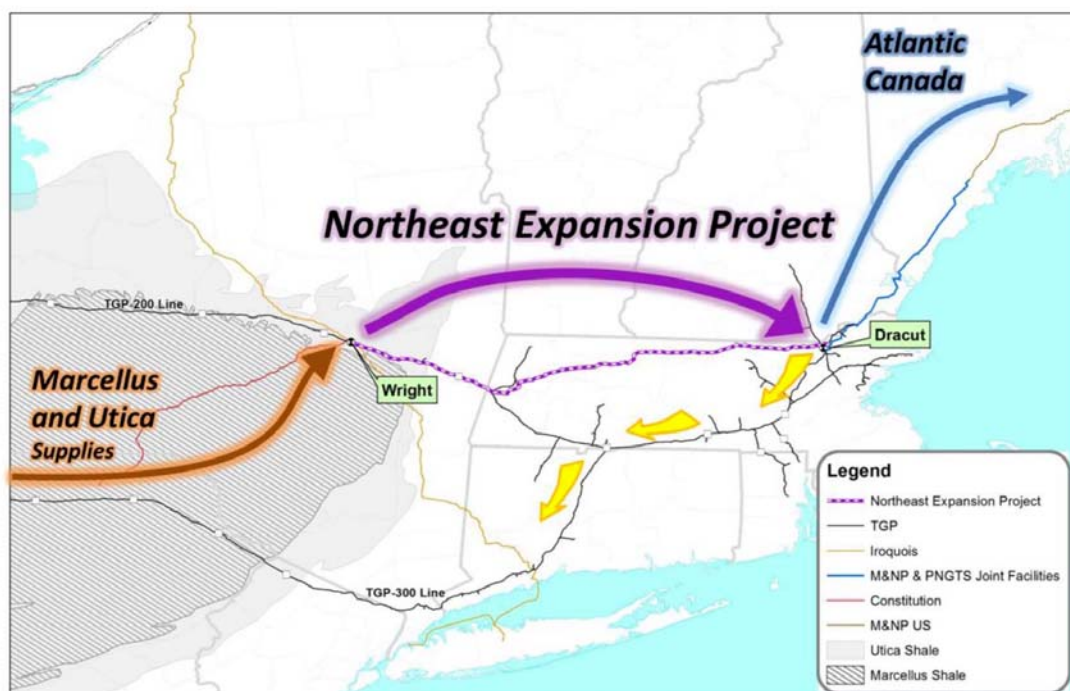 Atlantic
Canada
Northeast Expansion Project
TGP-200 Line
Dracut
Wright
Marcellus
and Utica
Supplies
TGP-300 Line
Legend
Northeast Expansion Project
TGP
Iroquois
M&NP & PNGTS Joint Facilities
Constitution
M&NP US
Utica Shale
Marcellus Shale